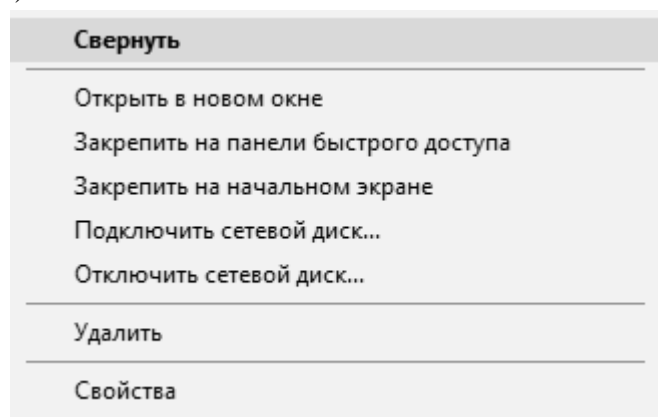 Свернуть
Открыть в новом окне
Закрепить на панели быстрого доступа
Закрепить на начальном экране
Подключить сетевой диск...
Отключить сетевой диск...
Удалить
Свойства